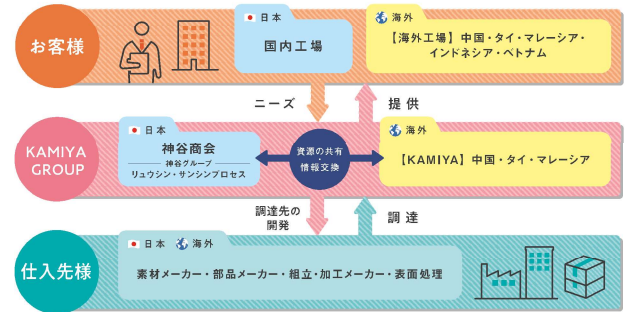 お客様
日本
国内工場
海外
【海外工場】中国・タイ・マレーシア・
インドネシア・ベトナム
ニーズ
提供
KAMIYA
GROUP
日本
神谷商会
神谷グループ
リュウシン・サンシンプロセス
資源の共有
・
情報交換
海外
【KAMIYA】中国・タイ・マレーシア
調達先の
開発
調達
仕入先様
日本 海外
素材メーカー・部品メーカー・組立・加工メーカー・表面処理